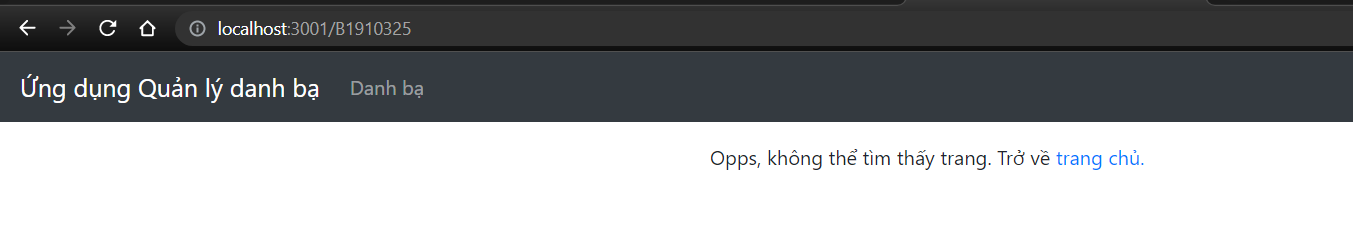 localhost:3001/B1910325
Ứng dụng Quản lý danh bạ Danh bạ
Opps, không thể tìm thấy trang. Trở về trang chủ.